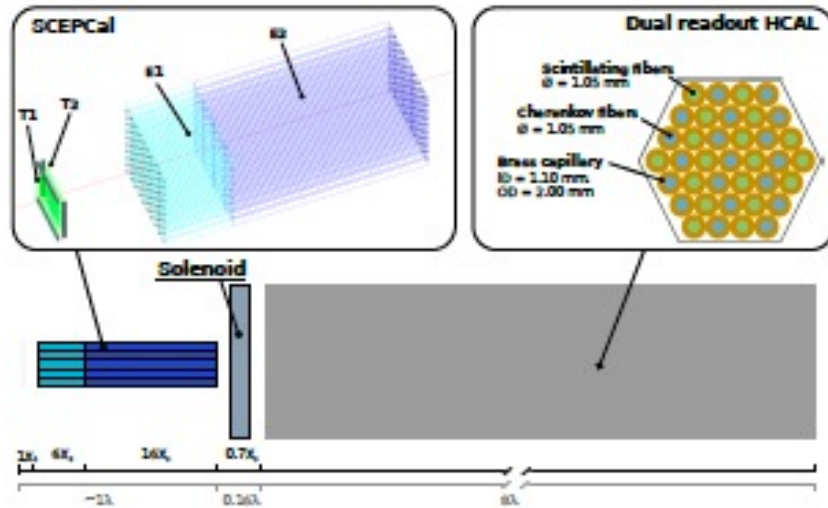 SCEPCal
E1
E2
T1
T2
Dual readout HCAL
Scintillating fibers
Ø = 1.05 mm
Cherenkov fibers
Ø = 1.05 mm
Brass capillary
ID = 1.10 mm
OD = 2.00 mm
Solenoid
1X₀ 6X₀ 16X₀ 0.7X₀
~1λ 0.16λ 8λ